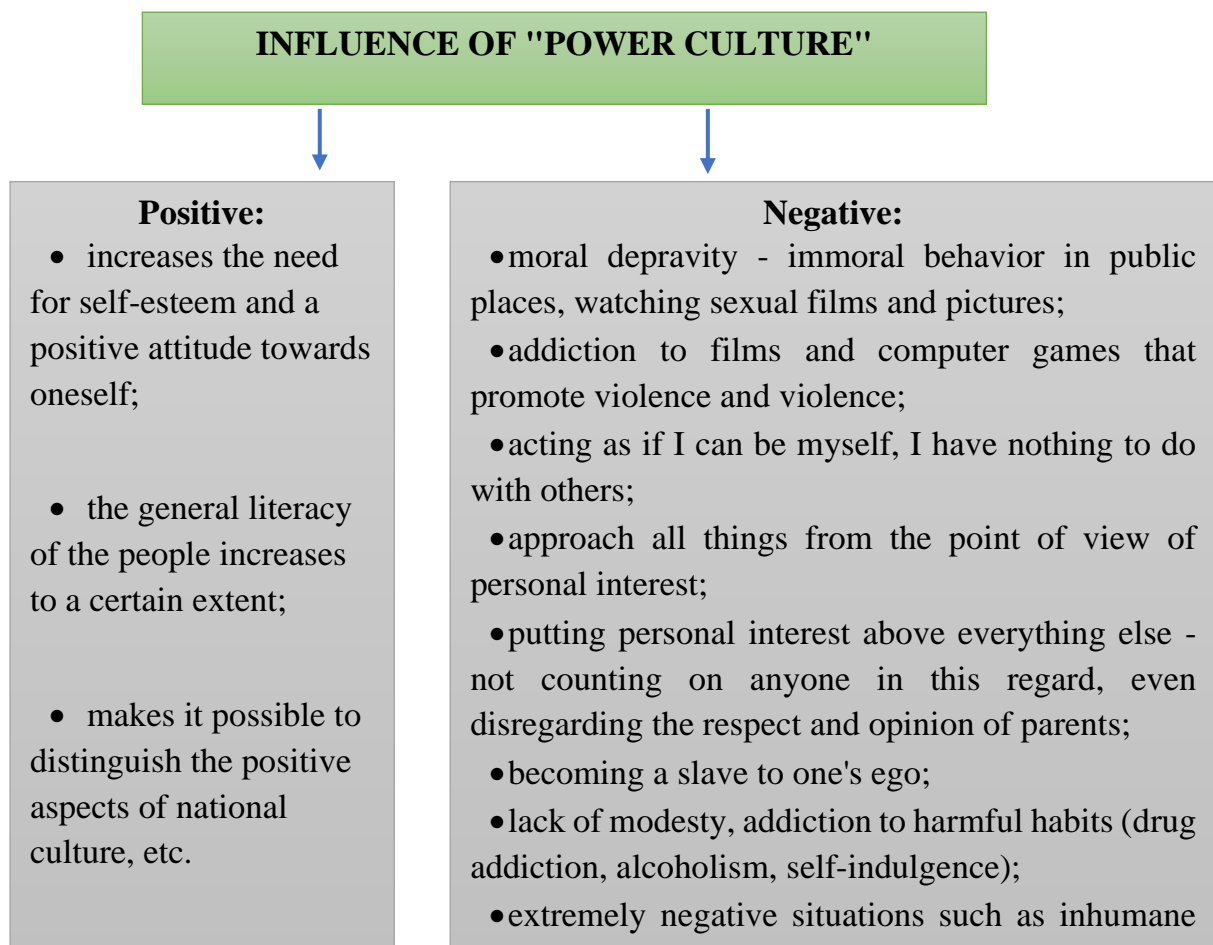 INFLUENCE OF "POWER CULTURE"
Positive:
• increases the need
for self-esteem and a
positive attitude towards
oneself;
• the general literacy
of the people increases
to a certain extent;
• makes it possible to
distinguish the positive
aspects of national
culture, etc.
Negative:
•moral depravity - immoral behavior in public
places, watching sexual films and pictures;
•addiction to films and computer games that
promote violence and violence;
•acting as if I can be myself, I have nothing to do
with others;
•approach all things from the point of view of
personal interest;
•putting personal interest above everything else -
not counting on anyone in this regard, even
disregarding the respect and opinion of parents;
•becoming a slave to one's ego;
•lack of modesty, addiction to harmful habits (drug
addiction, alcoholism, self-indulgence);
•extremely negative situations such as inhumane